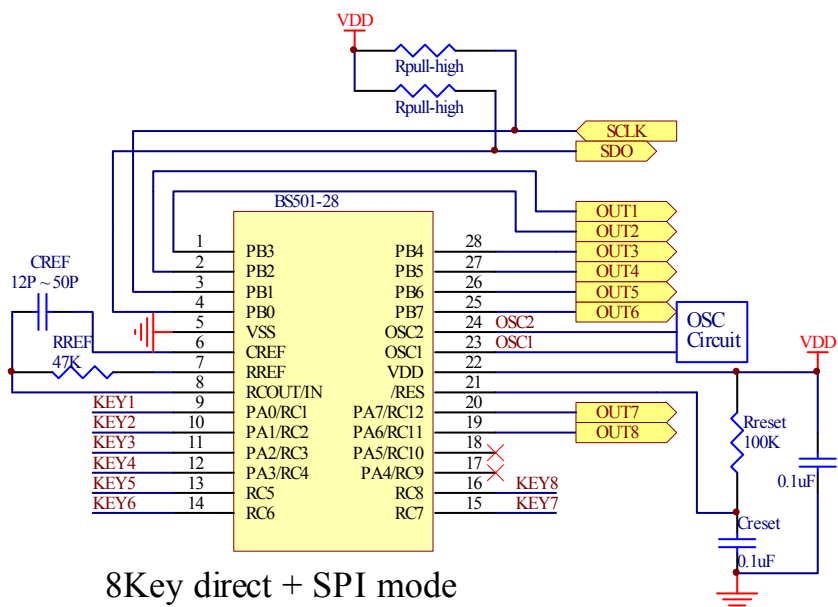 VDD
Rpull-high
Rpull-high
SCLK
SDO
BS501-28
OUT1
OUT2
OUT3
OUT4
OUT5
OUT6
OUT7
OUT8
CREF
12P ~ 50P
RREF
47K
1 PB3
2 PB2
3 PB1
4 PB0
5 VSS
6 CREF
7 RREF
8 RCOUT/IN
KEY1 9 PA0/RC1
KEY2 10 PA1/RC2
KEY3 11 PA2/RC3
KEY4 12 PA3/RC4
KEY5 13 RC5
KEY6 14 RC6
PB4 28
PB5 27
PB6 26
PB7 25
OSC2 24 OSC2
OSC1 23 OSC1
VDD 22
/RES 21
PA7/RC12 20
PA6/RC11 19
PA5/RC10 18
PA4/RC9 17
RC8 16 KEY8
RC7 15 KEY7
OSC
Circuit
VDD
Rreset
100K
0.1uF
Creset
0.1uF
8Key direct + SPI mode